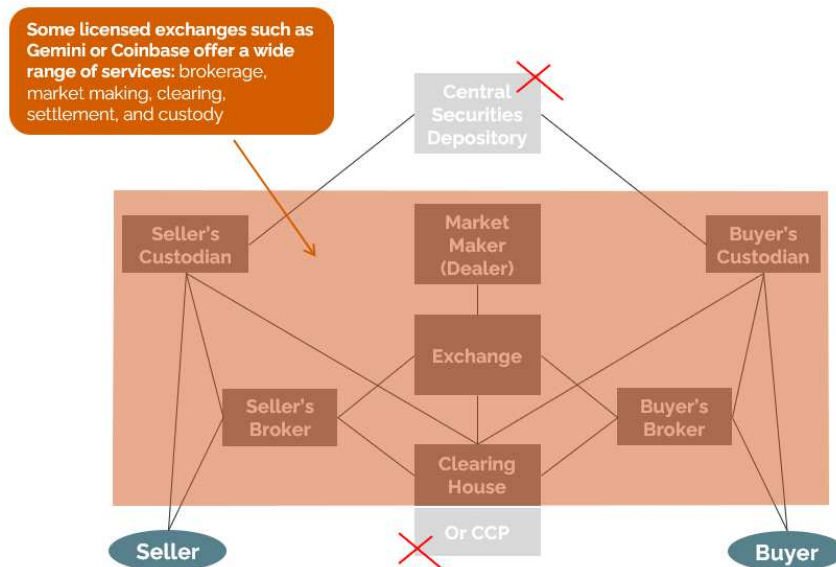 Some licensed exchanges such as
Gemini or Coinbase offer a wide
range of services: brokerage,
market making, clearing,
settlement, and custody
Central
Securities
Depository
Seller's
Custodian
Market
Maker
(Dealer)
Buyer's
Custodian
Exchange
Seller's
Broker
Buyer's
Broker
Clearing
House
Or CCP
Seller
Buyer